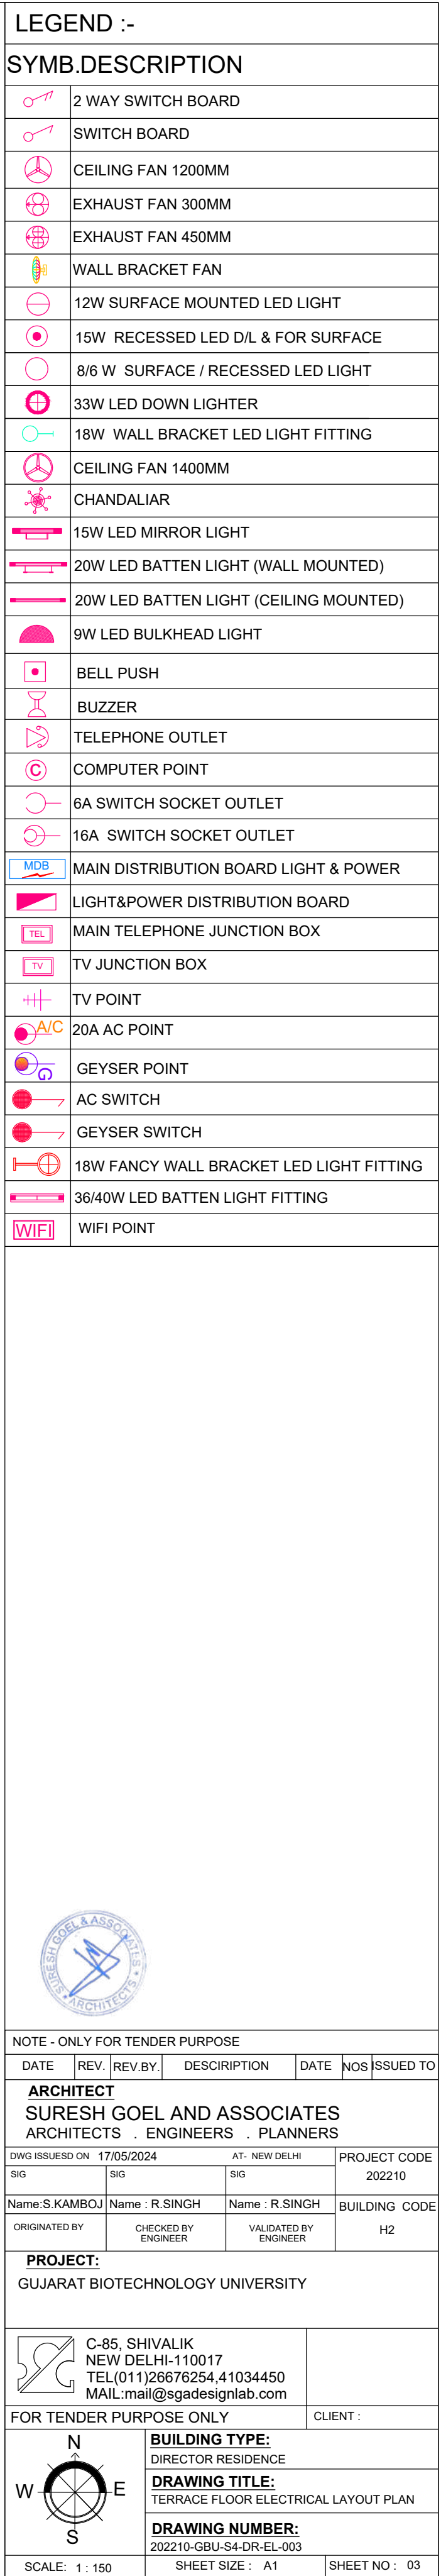 LEGEND :-
SYMB.DESCRIPTION
2 WAY SWITCH BOARD
SWITCH BOARD
CEILING FAN 1200MM
EXHAUST FAN 300MM
EXHAUST FAN 450MM
WALL BRACKET FAN
12W SURFACE MOUNTED LED LIGHT
15W RECESSED LED D/L & FOR SURFACE
8/6 W SURFACE / RECESSED LED LIGHT
33W LED DOWN LIGHTER
18W WALL BRACKET LED LIGHT FITTING
CEILING FAN 1400MM
CHANDALIAR
15W LED MIRROR LIGHT
20W LED BATTEN LIGHT (WALL MOUNTED)
20W LED BATTEN LIGHT (CEILING MOUNTED)
9W LED BULKHEAD LIGHT
BELL PUSH
BUZZER
TELEPHONE OUTLET
C COMPUTER POINT
6A SWITCH SOCKET OUTLET
16A SWITCH SOCKET OUTLET
MDB MAIN DISTRIBUTION BOARD LIGHT & POWER
LIGHT&POWER DISTRIBUTION BOARD
TEL MAIN TELEPHONE JUNCTION BOX
TV TV JUNCTION BOX
TV POINT
A/C 20A AC POINT
G GEYSER POINT
AC SWITCH
GEYSER SWITCH
18W FANCY WALL BRACKET LED LIGHT FITTING
36/40W LED BATTEN LIGHT FITTING
WIFI WIFI POINT
SURESH GOEL & ASSOCIATES
ARCHITECTS
NOTE - ONLY FOR TENDER PURPOSE
DATE REV. REV.BY. DESCIRIPTION DATE NOS ISSUED TO
ARCHITECT
SURESH GOEL AND ASSOCIATES
ARCHITECTS . ENGINEERS . PLANNERS
DWG ISSUESD ON 17/05/2024 AT- NEW DELHI PROJECT CODE
SIG SIG SIG 202210
Name:S.KAMBOJ Name : R.SINGH Name : R.SINGH BUILDING CODE
ORIGINATED BY CHECKED BY VALIDATED BY H2
ENGINEER ENGINEER
PROJECT:
GUJARAT BIOTECHNOLOGY UNIVERSITY
C-85, SHIVALIK
NEW DELHI-110017
TEL(011)26676254,41034450
MAIL:mail@sgadesignlab.com
FOR TENDER PURPOSE ONLY CLIENT :
N
W E
S
BUILDING TYPE:
DIRECTOR RESIDENCE
DRAWING TITLE:
TERRACE FLOOR ELECTRICAL LAYOUT PLAN
DRAWING NUMBER:
202210-GBU-S4-DR-EL-003
SCALE: 1 : 150 SHEET SIZE : A1 SHEET NO : 03